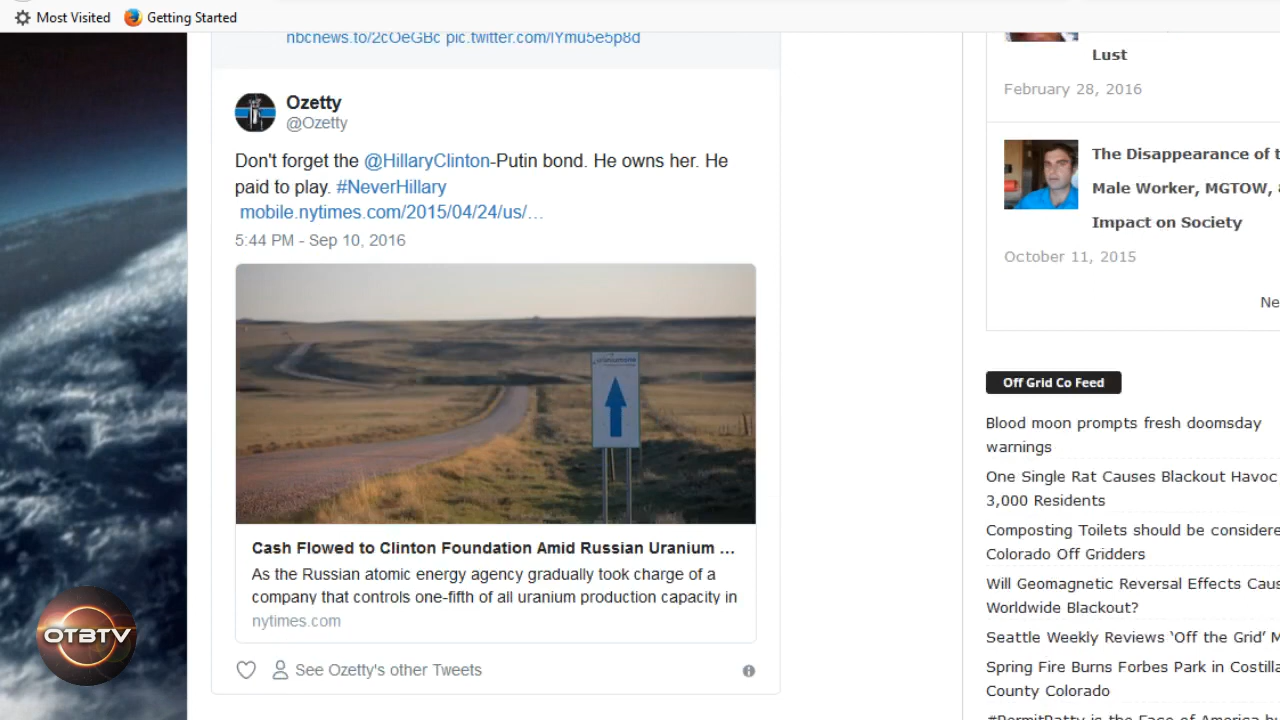 Most Visited
Getting Started
nbcnews.to/2cOeGBc pic.twitter.com/lYmu5e5p8d
Ozetty
@Ozetty
Don't forget the @HillaryClinton-Putin bond. He owns her. He
paid to play. #NeverHillary
mobile.nytimes.com/2015/04/24/us/…
5:44 PM - Sep 10, 2016
Cash Flowed to Clinton Foundation Amid Russian Uranium ...
As the Russian atomic energy agency gradually took charge of a
company that controls one-fifth of all uranium production capacity in
nytimes.com
See Ozetty's other Tweets
OTBTV
Lust
February 28, 2016
The Disappearance of t
Male Worker, MGTOW,
Impact on Society
October 11, 2015
Ne
Off Grid Co Feed
Blood moon prompts fresh doomsday
warnings
One Single Rat Causes Blackout Havoc
3,000 Residents
Composting Toilets should be considere
Colorado Off Gridders
Will Geomagnetic Reversal Effects Caus
Worldwide Blackout?
Seattle Weekly Reviews ‘Off the Grid’ M
Spring Fire Burns Forbes Park in Costilla
County Colorado
#PermitPatty is the Face of America